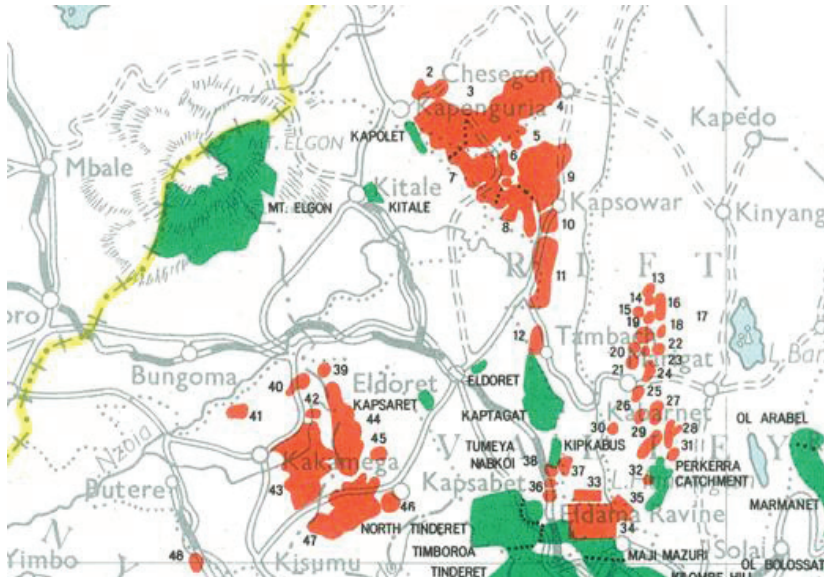 2
3
Chesegon
4
Kapenguria
KAPOLET
5
Kapedo
MT. ELGON
6
Mbale
7
9
Kitale
KITALE
MT. ELGON
Kapsowar
Kinyang
8
10
R I F T
11
13
14
16
15
17
19
18
12
Tambach
22
20
23
21
24
Bungoma
39
40
Eldoret
ELDORET
KAPSARET
42
41
44
KAPTAGAT
25
26
Kabarnet
27
OL ARABEL
30
28
29
31
Nzoia
45
TUMEYA
NABKOI
KIPKABUS
V
L E Y
Kakamega
38
37
PERKERRA
CATCHMENT
32
Butere
43
Kapsabet
36
33
35
MARMANET
46
NORTH TINDERET
Eldama Ravine
34
47
N
Y
Yimbo
48
Kisumu
TIMBOROA
TINDERET
MAJI MAZURI
Solai
OL BOLOSSAT